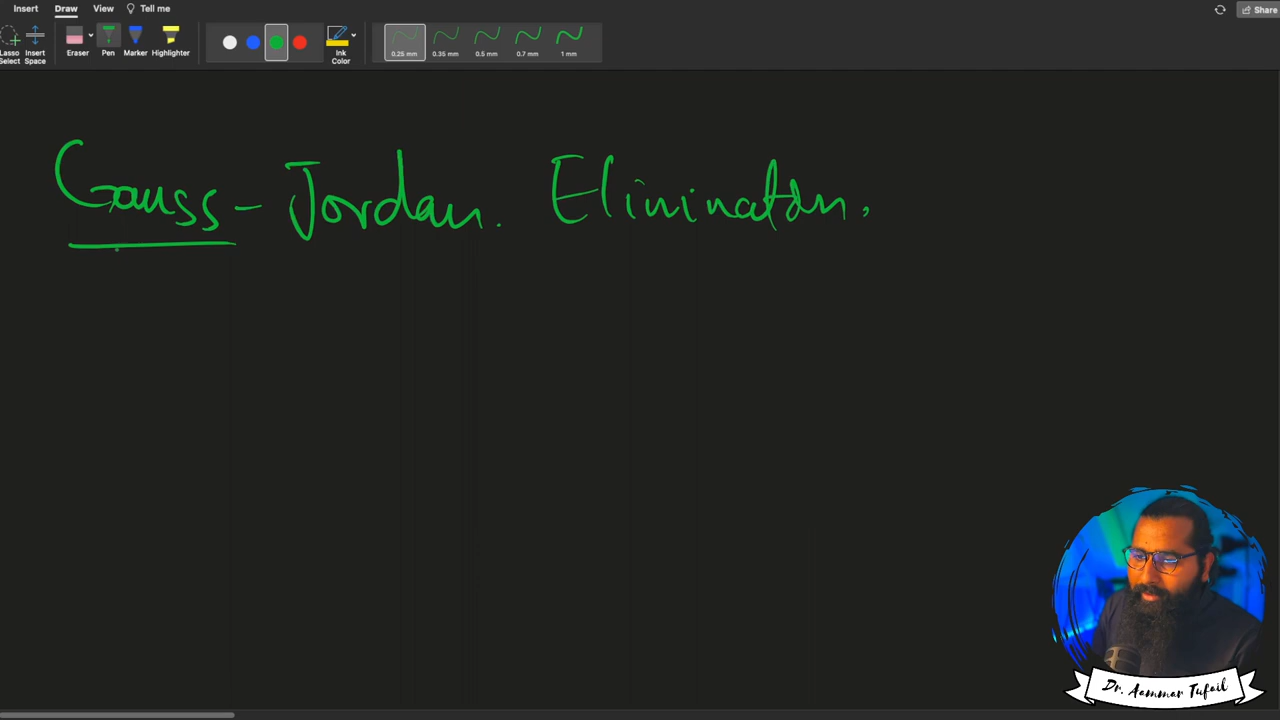 Insert Draw View Tell me Share
Eraser Pen Marker Highlighter
Lasso Select Insert Space Ink Color 0.25 mm 0.35 mm 0.5 mm 0.7 mm 1 mm
Gauss - Jordan. Elimination.
Dr. Aammar Tufail